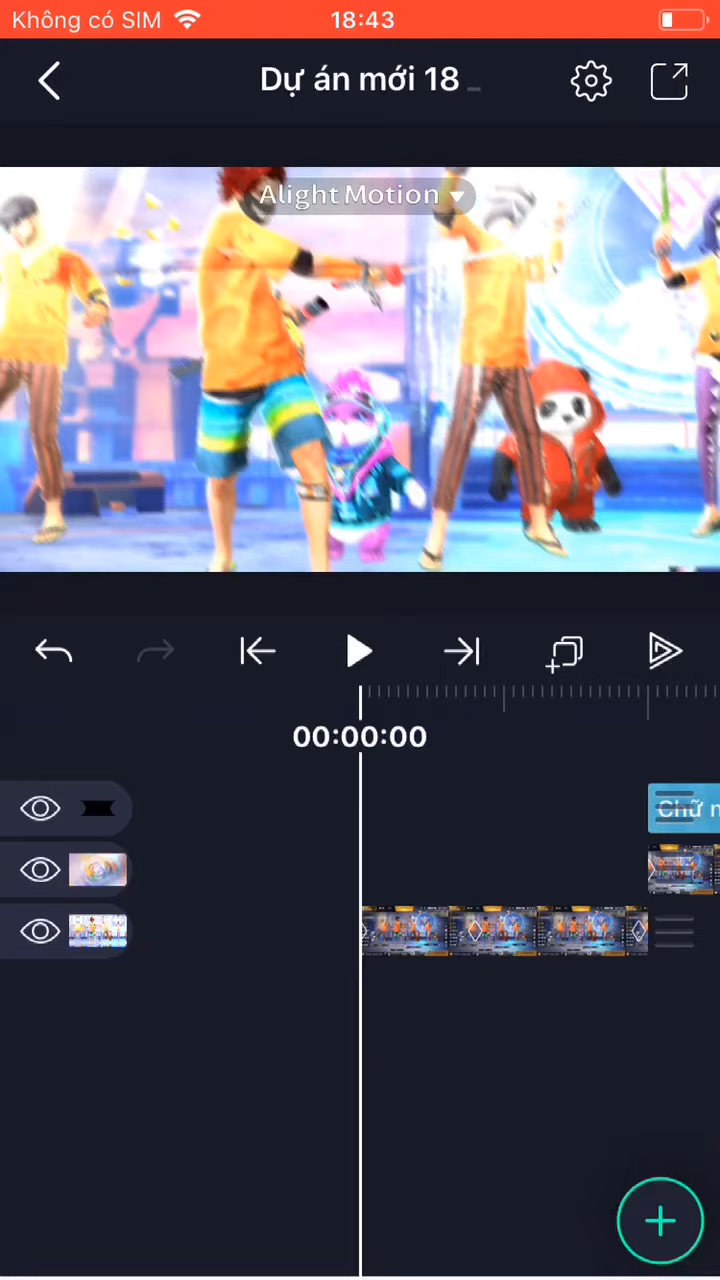 Không có SIM
18:43
Dự án mới 18
Alight Motion
00:00:00
Chữ